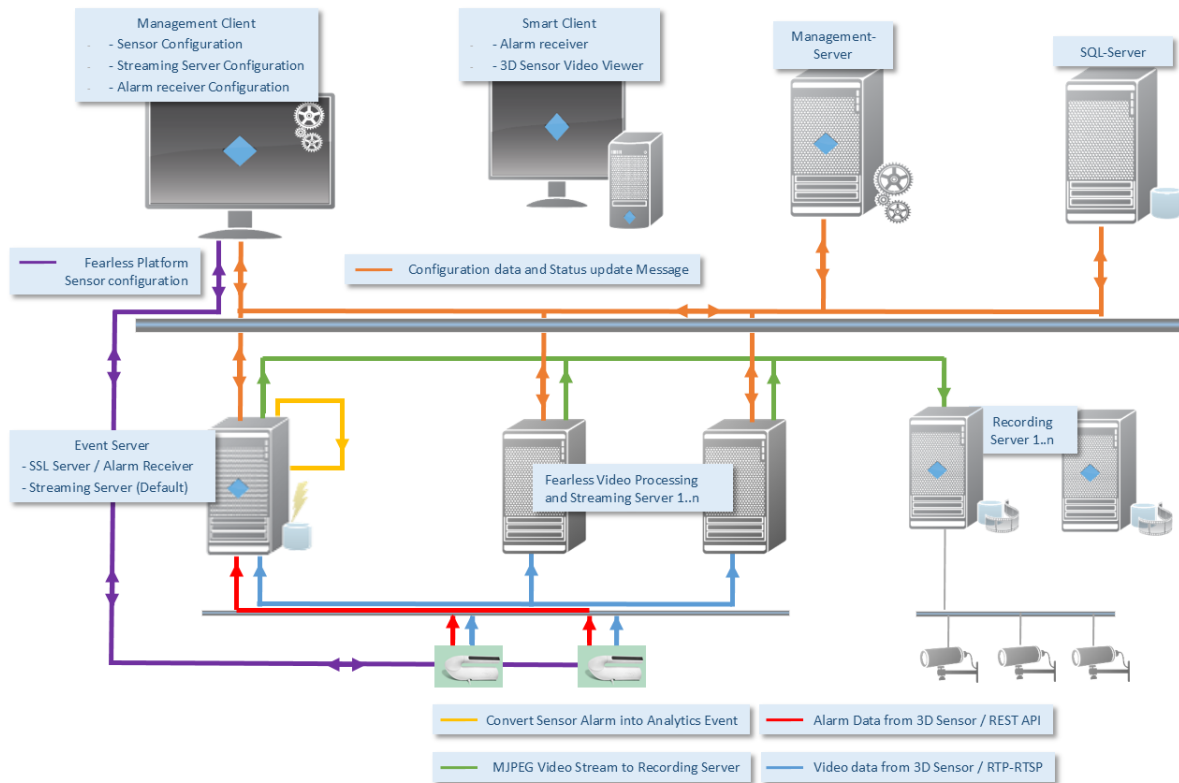 Management Client
- Sensor Configuration
- Streaming Server Configuration
- Alarm receiver Configuration
Smart Client
- Alarm receiver
- 3D Sensor Video Viewer
Management-
Server
SQL-Server
Fearless Platform
Sensor configuration
Configuration data and Status update Message
Event Server
- SSL Server / Alarm Receiver
- Streaming Server (Default)
Fearless Video Processing
and Streaming Server 1..n
Recording
Server 1..n
Convert Sensor Alarm into Analytics Event
Alarm Data from 3D Sensor / REST API
MJPEG Video Stream to Recording Server
Video data from 3D Sensor / RTP-RTSP